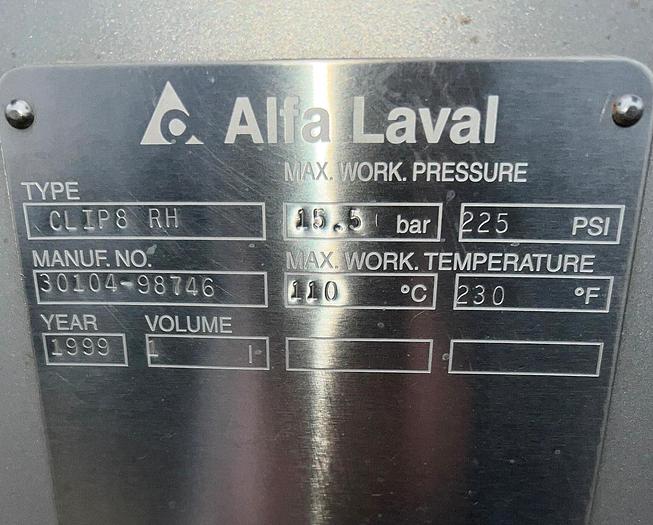 Alfa Laval
MAX. WORK. PRESSURE
TYPE
CLIP8 RH 15.5 bar 225 PSI
MANUF. NO. MAX. WORK. TEMPERATURE
30104-98746 110 °C 230 °F
YEAR VOLUME
1999 1 l